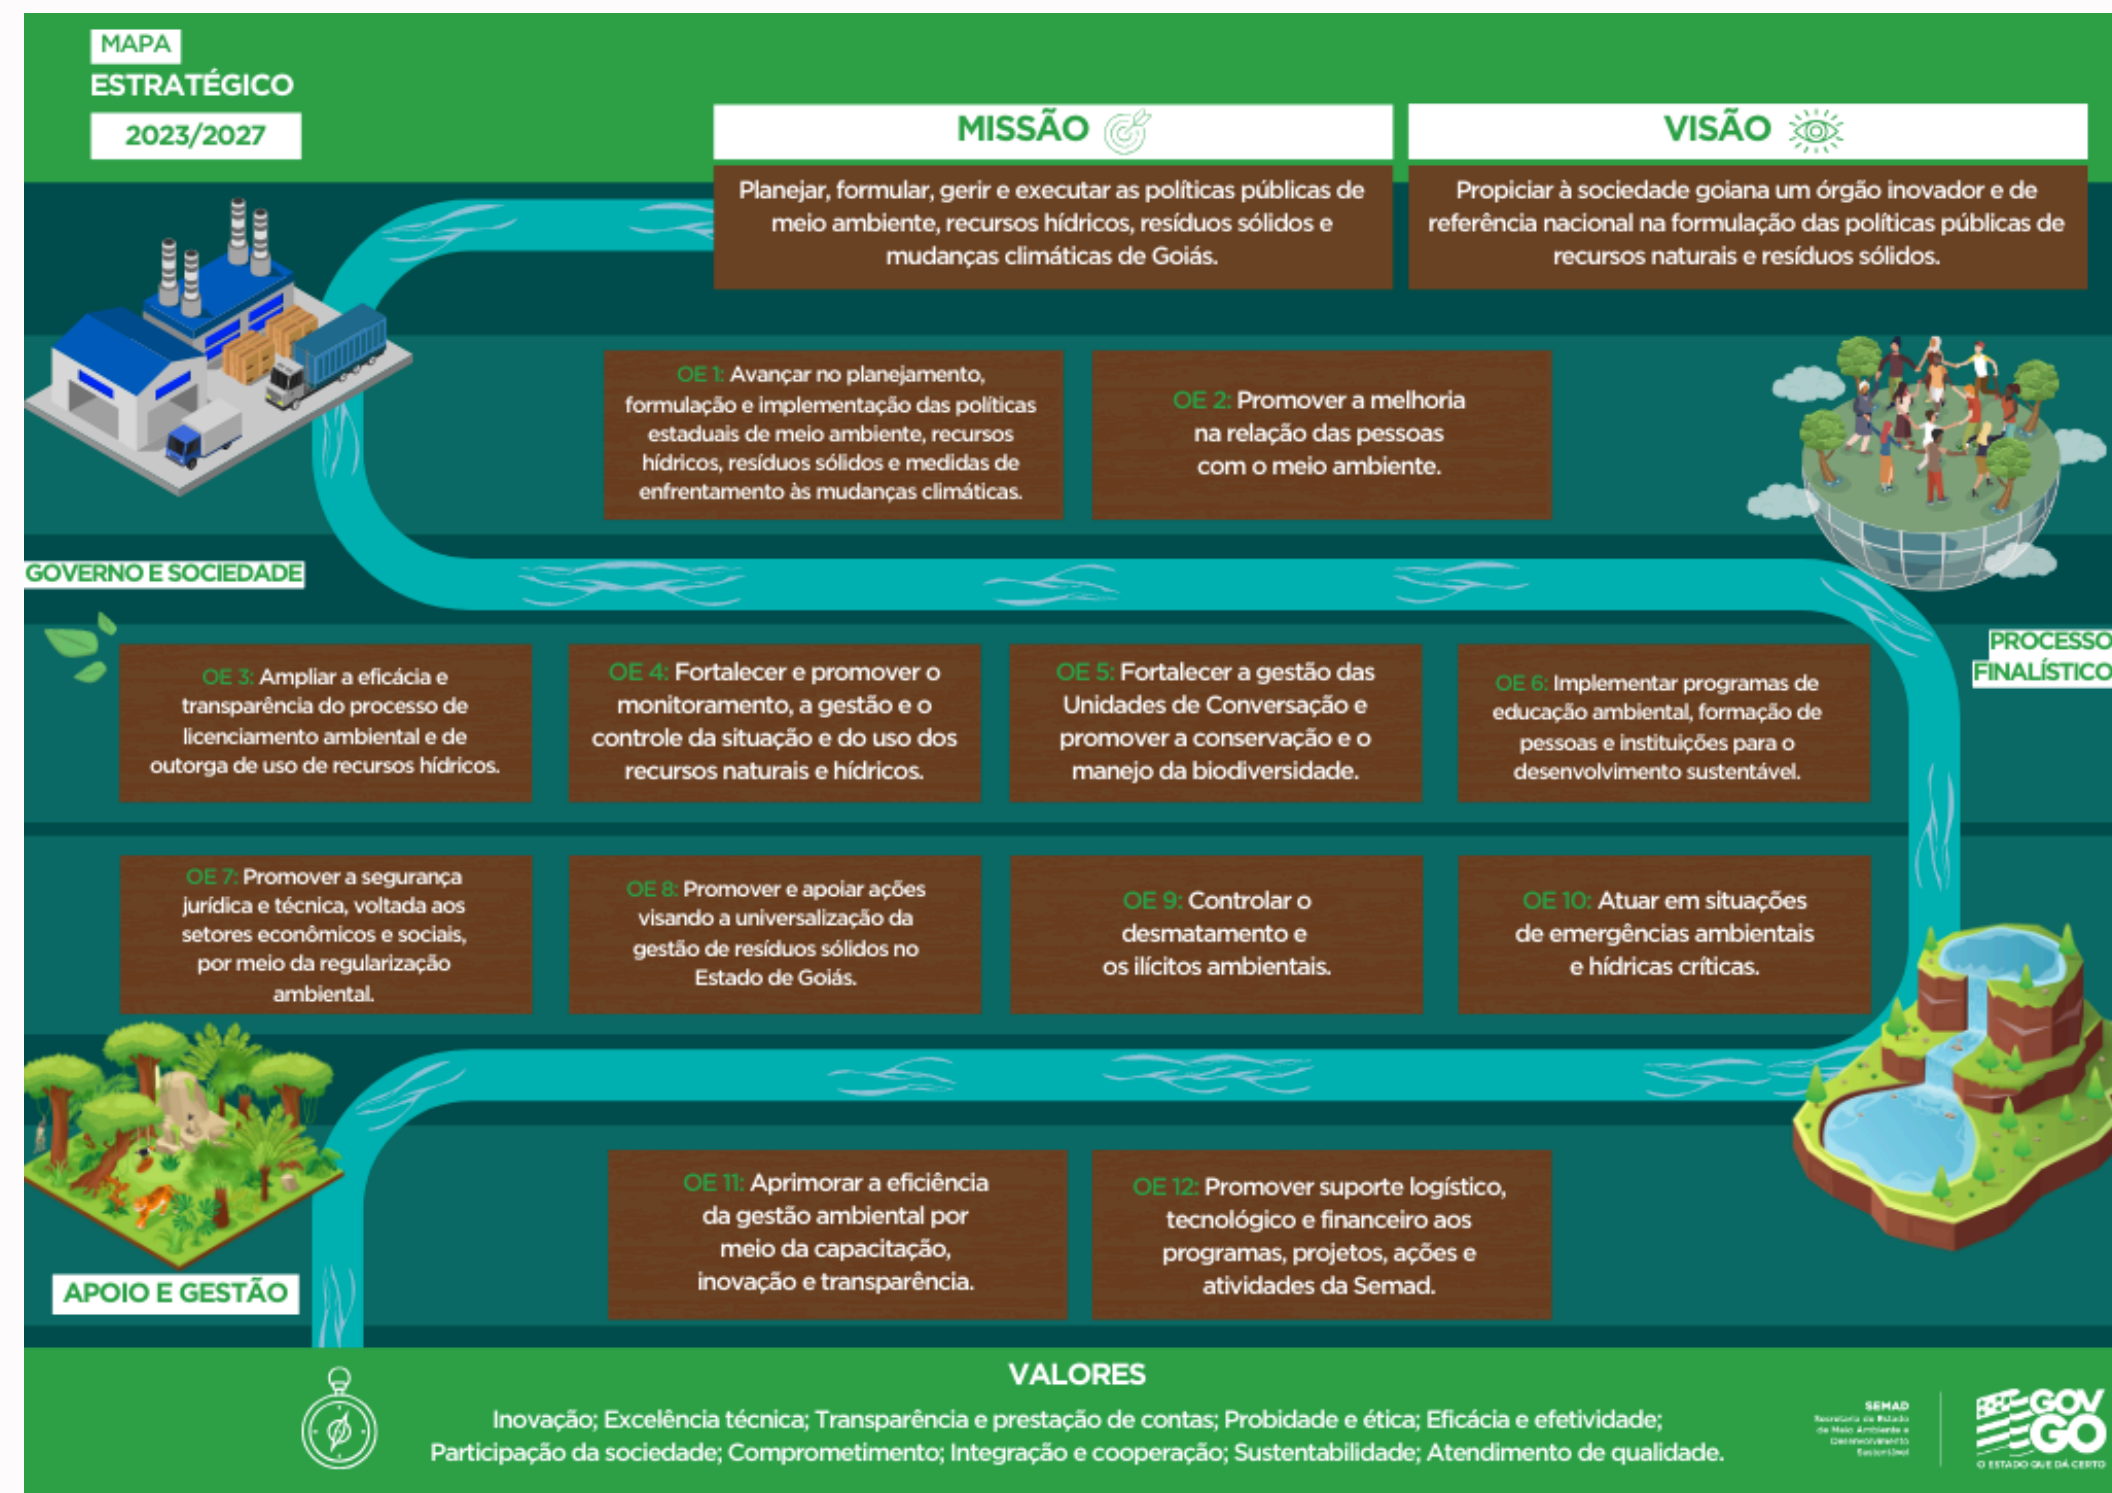 MAPA
ESTRATÉGICO
2023/2027
MISSÃO
Planejar, formular, gerir e executar as políticas públicas de
meio ambiente, recursos hídricos, resíduos sólidos e
mudanças climáticas de Goiás.
VISÃO
Propiciar à sociedade goiana um órgão inovador e de
referência nacional na formulação das políticas públicas de
recursos naturais e resíduos sólidos.
OE 1: Avançar no planejamento,
formulação e implementação das políticas
estaduais de meio ambiente, recursos
hídricos, resíduos sólidos e medidas de
enfrentamento às mudanças climáticas.
OE 2: Promover a melhoria
na relação das pessoas
com o meio ambiente.
GOVERNO E SOCIEDADE
PROCESSO
FINALÍSTICO
OE 3: Ampliar a eficácia e
transparência do processo de
licenciamento ambiental e de
outorga de uso de recursos hídricos.
OE 4: Fortalecer e promover o
monitoramento, a gestão e o
controle da situação e do uso dos
recursos naturais e hídricos.
OE 5: Fortalecer a gestão das
Unidades de Conversação e
promover a conservação e o
manejo da biodiversidade.
OE 6: Implementar programas de
educação ambiental, formação de
pessoas e instituições para o
desenvolvimento sustentável.
OE 7: Promover a segurança
jurídica e técnica, voltada aos
setores econômicos e sociais,
por meio da regularização
ambiental.
OE 8: Promover e apoiar ações
visando a universalização da
gestão de resíduos sólidos no
Estado de Goiás.
OE 9: Controlar o
desmatamento e
os ilícitos ambientais.
OE 10: Atuar em situações
de emergências ambientais
e hídricas críticas.
OE 11: Aprimorar a eficiência
da gestão ambiental por
meio da capacitação,
inovação e transparência.
OE 12: Promover suporte logístico,
tecnológico e financeiro aos
programas, projetos, ações e
atividades da Semad.
APOIO E GESTÃO
VALORES
Inovação; Excelência técnica; Transparência e prestação de contas; Probidade e ética; Eficácia e efetividade;
Participação da sociedade; Comprometimento; Integração e cooperação; Sustentabilidade; Atendimento de qualidade.
SEMAD
Secretaria de Estado
de Meio Ambiente e
Desenvolvimento
Sustentável
GOV
GO
O ESTADO QUE DÁ CERTO